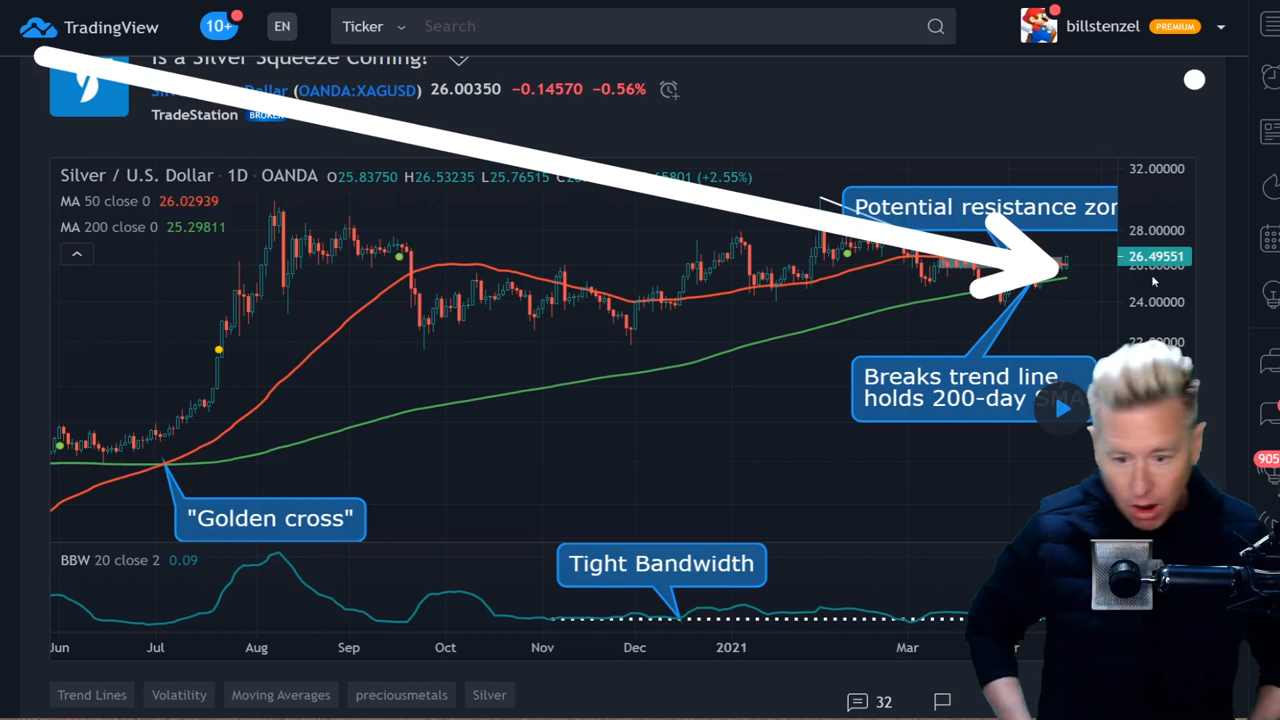 TradingView
10+
EN
Ticker
Search
billstenzel
PREMIUM
Is a Silver Squeeze Coming?
(OANDA:XAGUSD)
26.00350 −0.14570 −0.56%
TradeStation
BROKER
Silver / U.S. Dollar · 1D · OANDA O25.83750 H26.53235 L25.76515
(+2.55%)
MA 50 close 0 26.02939
MA 200 close 0 25.29811
Potential resistance
32.00000
28.00000
26.49551
24.00000
22.00000
Breaks trend line
holds 200-day SMA
"Golden cross"
BBW 20 close 2 0.09
Tight Bandwidth
Jun Jul Aug Sep Oct Nov Dec 2021 Mar
Trend Lines Volatility Moving Averages preciousmetals Silver
32
905